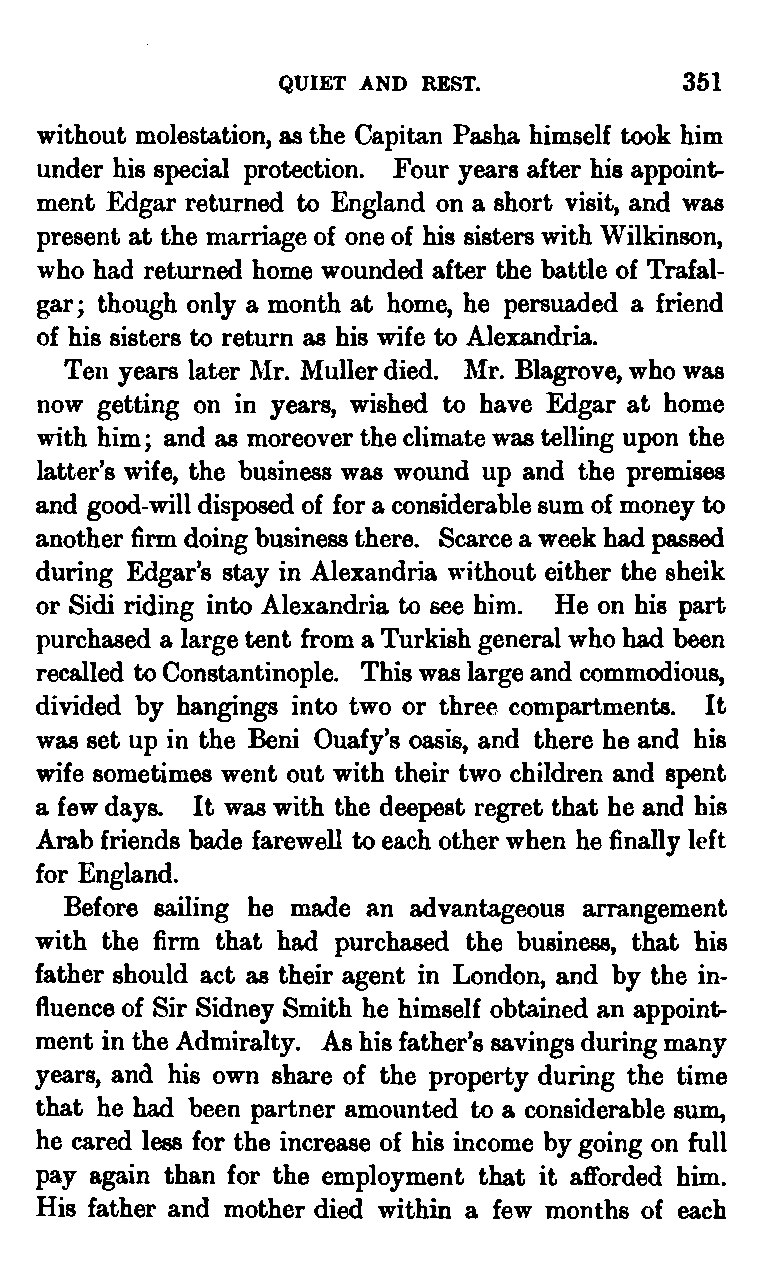 QUIET AND REST. 351
without molestation, as the Capitan Pasha himself took him
under his special protection. Four years after his appoint-
ment Edgar returned to England on a short visit, and was
present at the marriage of one of his sisters with Wilkinson,
who had returned home wounded after the battle of Trafal-
gar; though only a month at home, he persuaded a friend
of his sisters to return as his wife to Alexandria.
Ten years later Mr. Muller died. Mr. Blagrove, who was
now getting on in years, wished to have Edgar at home
with him; and as moreover the climate was telling upon the
latter's wife, the business was wound up and the premises
and good-will disposed of for a considerable sum of money to
another firm doing business there. Scarce a week had passed
during Edgar's stay in Alexandria without either the sheik
or Sidi riding into Alexandria to see him. He on his part
purchased a large tent from a Turkish general who had been
recalled to Constantinople. This was large and commodious,
divided by hangings into two or three compartments. It
was set up in the Beni Ouafy's oasis, and there he and his
wife sometimes went out with their two children and spent
a few days. It was with the deepest regret that he and his
Arab friends bade farewell to each other when he finally left
for England.
Before sailing he made an advantageous arrangement
with the firm that had purchased the business, that his
father should act as their agent in London, and by the in-
fluence of Sir Sidney Smith he himself obtained an appoint-
ment in the Admiralty. As his father's savings during many
years, and his own share of the property during the time
that he had been partner amounted to a considerable sum,
he cared less for the increase of his income by going on full
pay again than for the employment that it afforded him.
His father and mother died within a few months of each